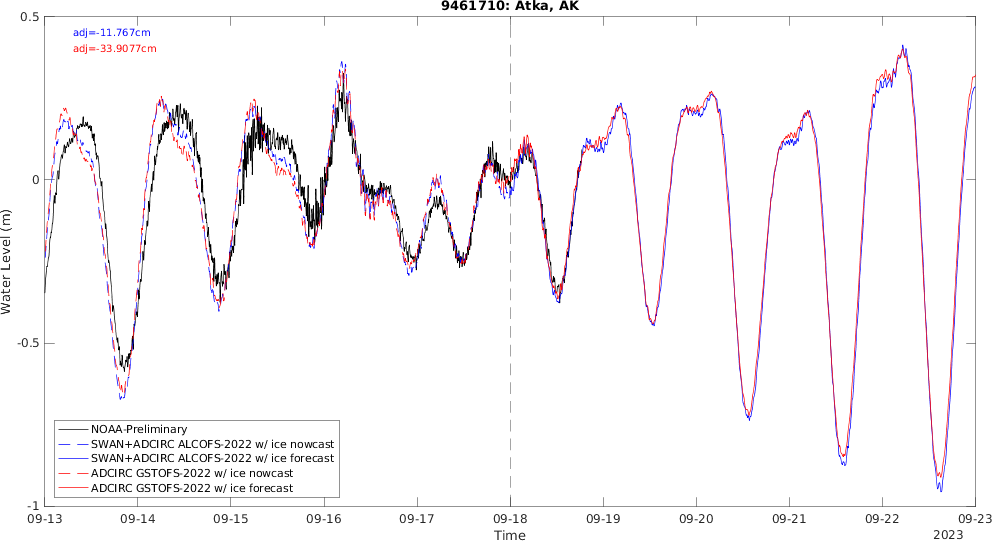 9461710: Atka, AK
adj=-11.767cm
adj=-33.9077cm
0.5
0
-0.5
-1
Water Level (m)
NOAA-Preliminary
SWAN+ADCIRC ALCOFS-2022 w/ ice nowcast
SWAN+ADCIRC ALCOFS-2022 w/ ice forecast
ADCIRC GSTOFS-2022 w/ ice nowcast
ADCIRC GSTOFS-2022 w/ ice forecast
09-13 09-14 09-15 09-16 09-17 09-18 09-19 09-20 09-21 09-22 09-23
Time
2023